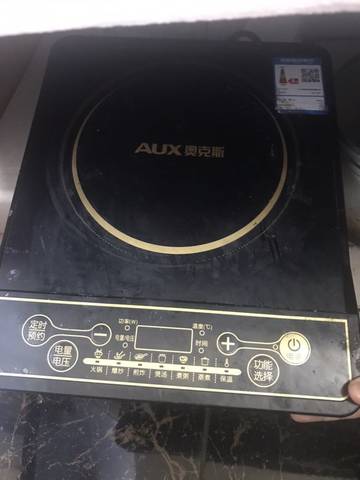 AUX奥克斯
功率(W)
温度(℃)
电量/电压
时间
定时
预约
电量
电压
功能
选择
火锅 爆炒 煎炸 煲汤 煮粥 蒸煮 保温